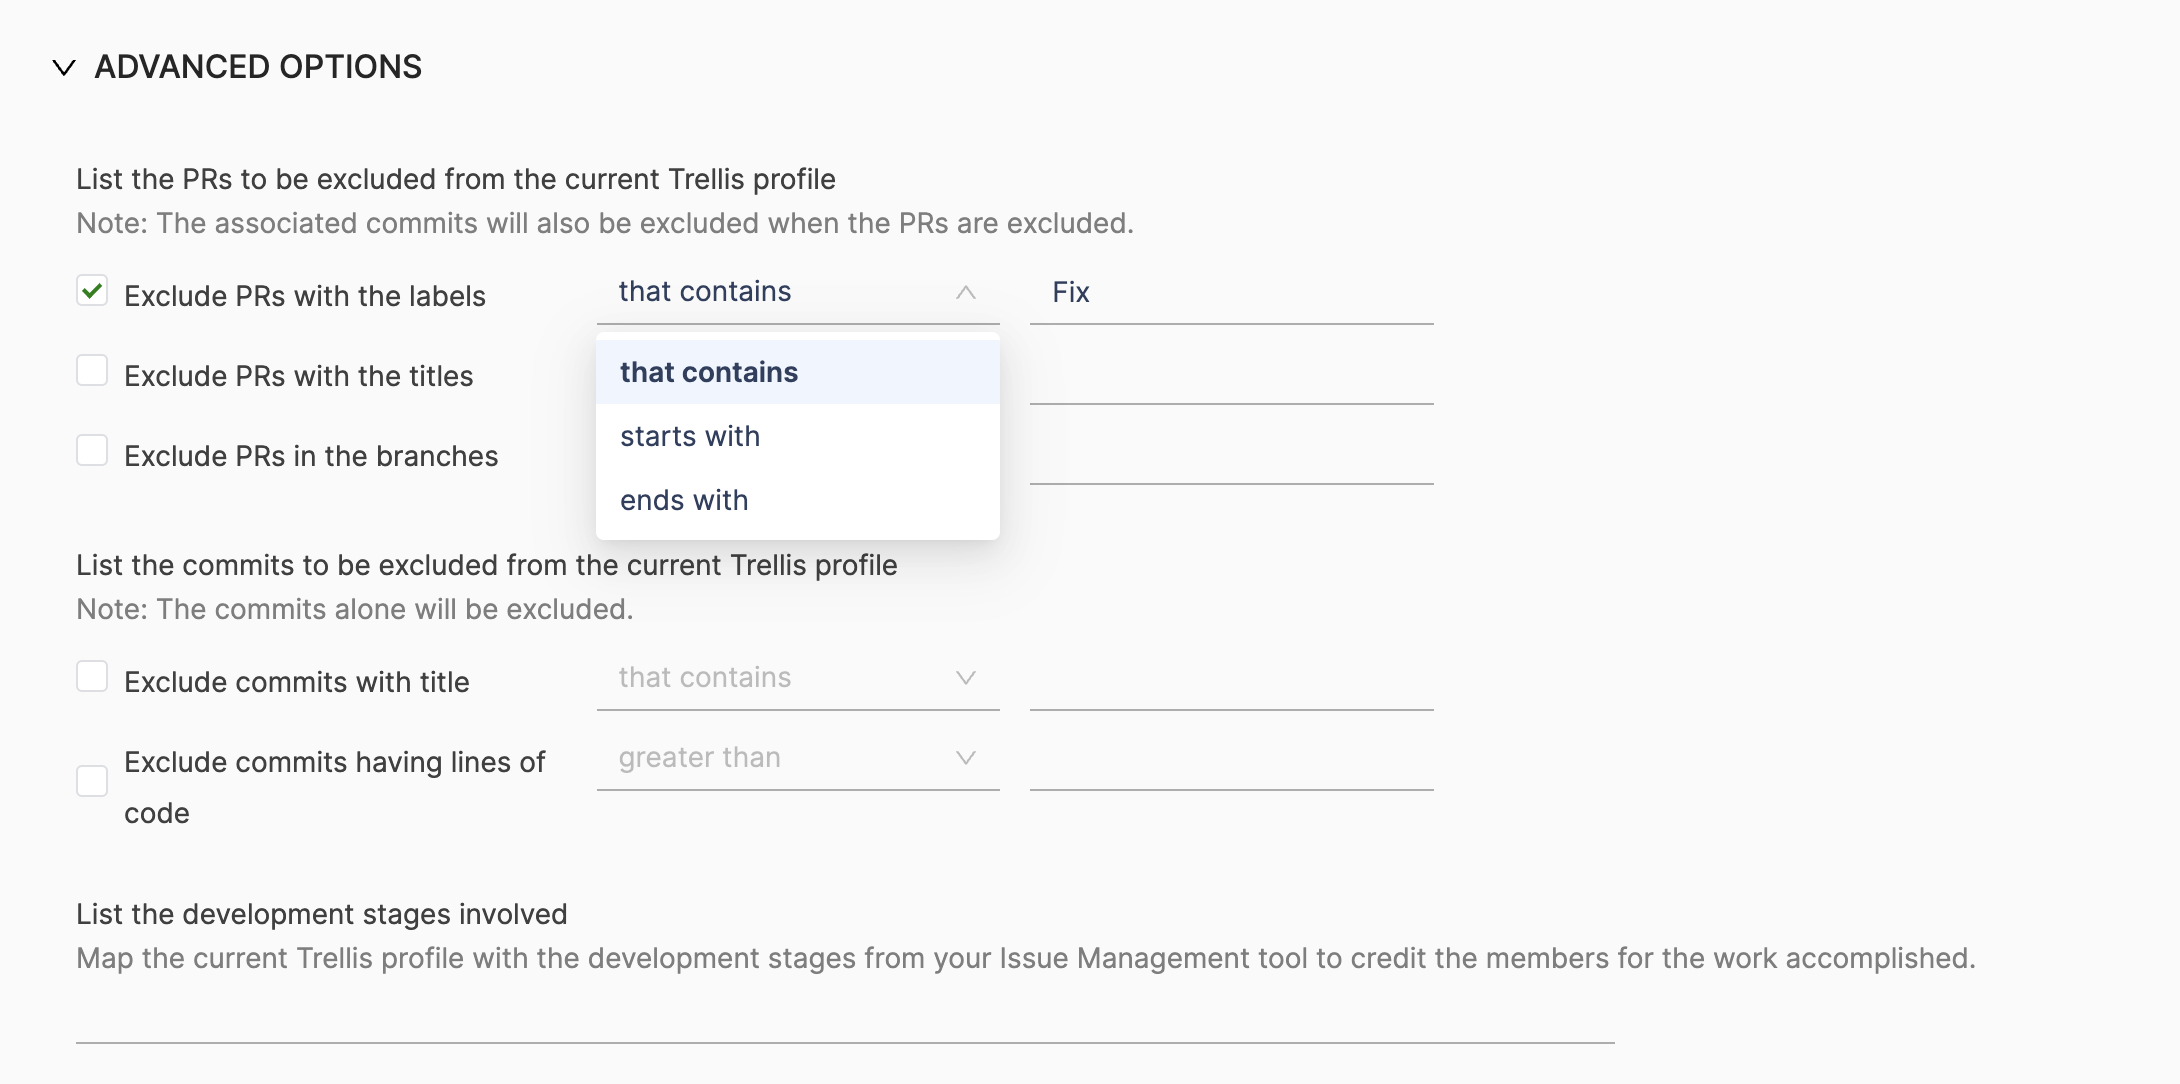 ADVANCED OPTIONS
List the PRs to be excluded from the current Trellis profile
Note: The associated commits will also be excluded when the PRs are excluded.
Exclude PRs with the labels
that contains
Fix
that contains
starts with
ends with
Exclude PRs with the titles
Exclude PRs in the branches
List the commits to be excluded from the current Trellis profile
Note: The commits alone will be excluded.
Exclude commits with title
that contains
Exclude commits having lines of
code
greater than
List the development stages involved
Map the current Trellis profile with the development stages from your Issue Management tool to credit the members for the work accomplished.